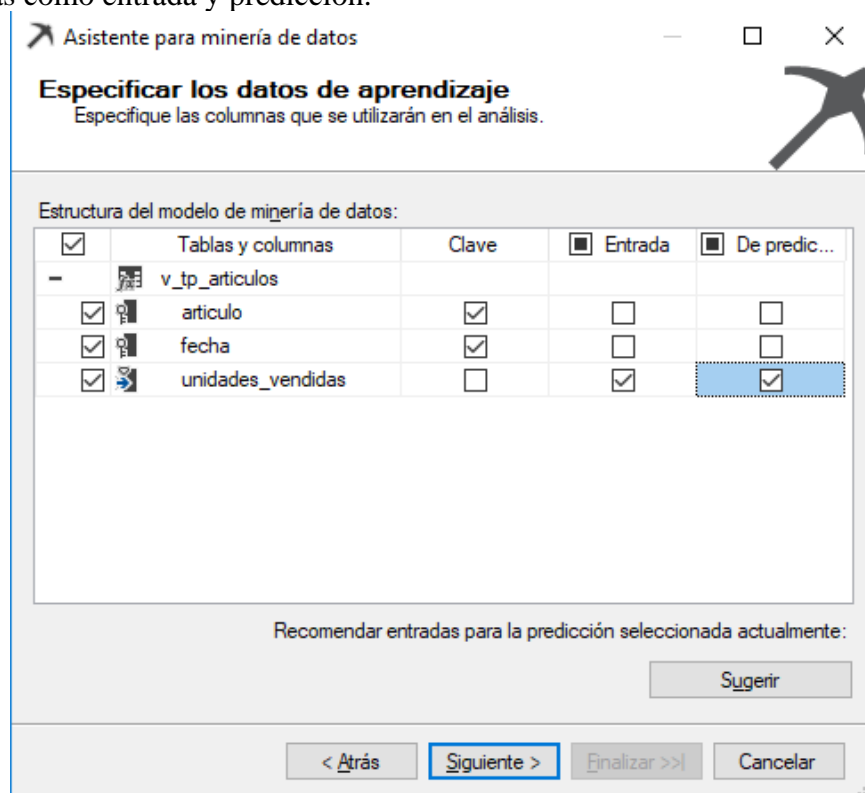 as como entrada y predicción.
Asistente para minería de datos
Especificar los datos de aprendizaje
Especifique las columnas que se utilizarán en el análisis.
Estructura del modelo de minería de datos:
Tablas y columnas Clave Entrada De predic...
v_tp_articulos
articulo
fecha
unidades_vendidas
Recomendar entradas para la predicción seleccionada actualmente:
Sugerir
< Atrás Siguiente > Finalizar >>| Cancelar